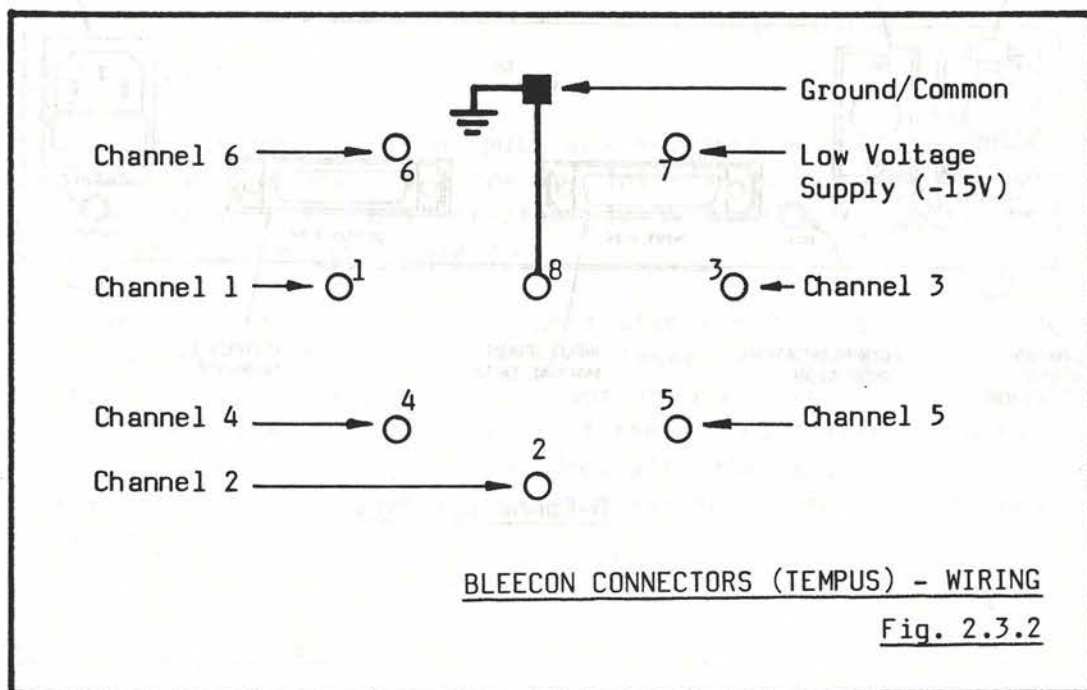 Ground/Common
Channel 6
6
7
Low Voltage
Supply (-15V)
Channel 1
1
8
3
Channel 3
Channel 4
4
5
Channel 5
2
Channel 2
BLEECON CONNECTORS (TEMPUS) - WIRING
Fig. 2.3.2